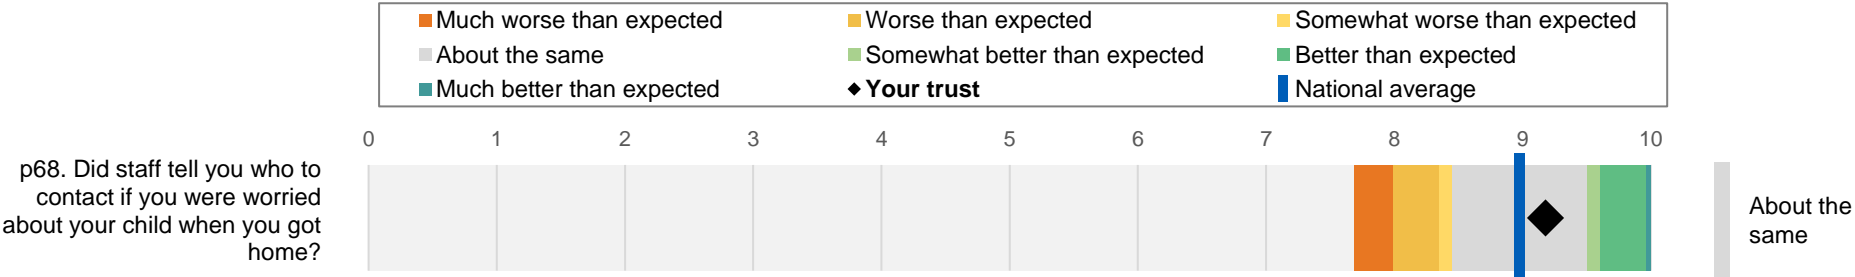 Much worse than expected
Worse than expected
Somewhat worse than expected
About the same
Somewhat better than expected
Better than expected
Much better than expected
Your trust
National average
0 1 2 3 4 5 6 7 8 9 10
p68. Did staff tell you who to
contact if you were worried
about your child when you got
home?
About the
same